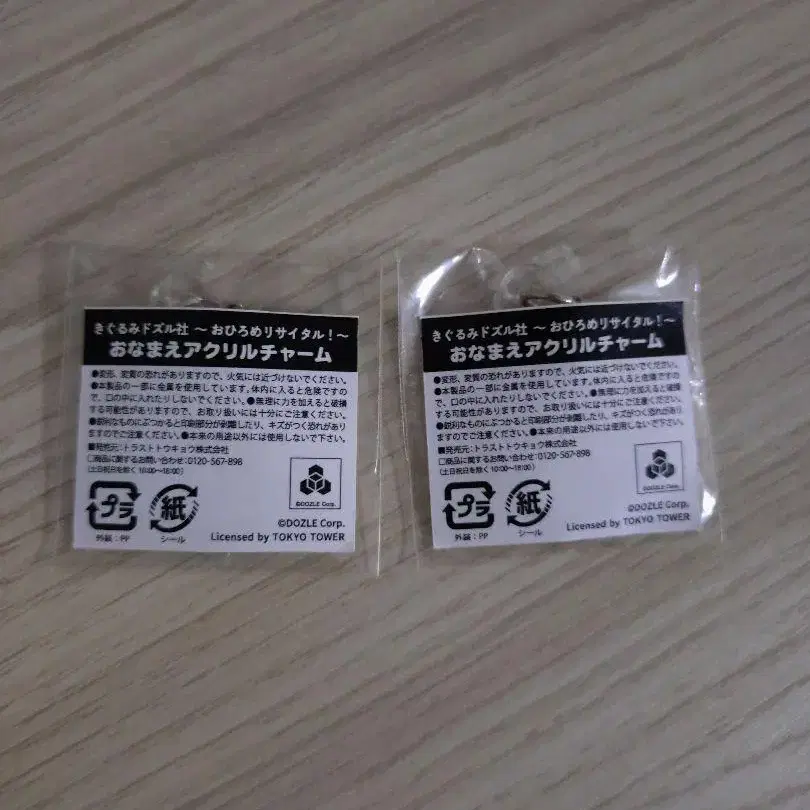 きぐるみドズル社 ～おひろめリサイタル！～
おなまえアクリルチャーム
●変形、変質の恐れがありますので、火気には近づけないでください。
●本製品の一部に金属を使用しています。体内に入ると危険ですの
で、口の中に入れたりしないでください。●無理に力を加えると破損
する可能性がありますので、お取り扱いには十分にご注意ください。
●鋭利なものにぶつかると印刷部分が剥離したり、キズがつく恐れがあり
ますのでご注意ください。●本来の用途以外には使用しないで下さい。
■発売元：トラストトウキョウ株式会社
□商品に関するお問い合わせ：0120-567-898
(土日祝日を除く 10:00～18:00)
プラ
外装：PP
紙
シール
©DOZLE Corp.
©DOZLE Corp.
Licensed by TOKYO TOWER
きぐるみドズル社 ～おひろめリサイタル！～
おなまえアクリルチャーム
●変形、変質の恐れがありますので、火気には近づけないでください。
●本製品の一部に金属を使用しています。体内に入ると危険ですの
で、口の中に入れたりしないでください。●無理に力を加えると破損
する可能性がありますので、お取り扱いには十分にご注意ください。
●鋭利なものにぶつかると印刷部分が剥離したり、キズがつく恐れがあり
ますのでご注意ください。●本来の用途以外には使用しないで下さい。
■発売元：トラストトウキョウ株式会社
□商品に関するお問い合わせ：0120-567-898
(土日祝日を除く 10:00～18:00)
プラ
外装：PP
紙
シール
©DOZLE Corp.
©DOZLE Corp.
Licensed by TOKYO TOWER